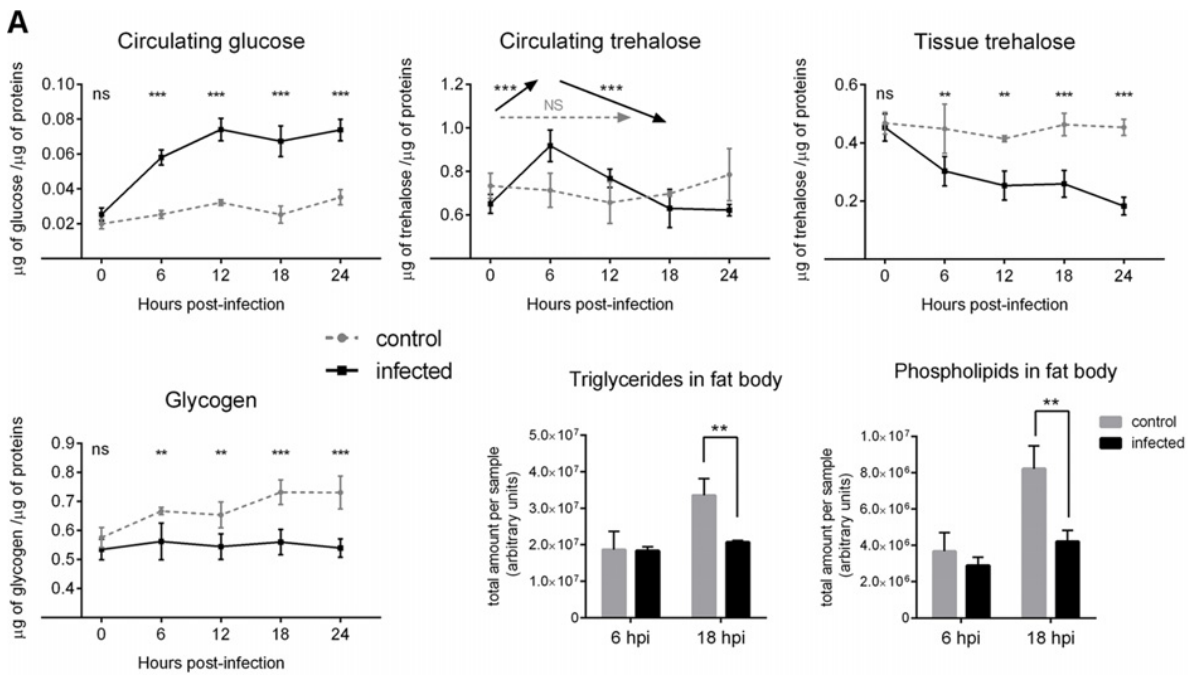 A
Circulating glucose
μg of glucose /μg of proteins
0.10
0.08
0.06
0.04
0.02
ns *** *** *** ***
0 6 12 18 24
Hours post-infection
Circulating trehalose
μg of trehalose /μg of proteins
1.2
1.0
0.8
0.6
*** ***
NS
0 6 12 18 24
Hours post-infection
Tissue trehalose
μg of trehalose /μg of proteins
0.6
0.4
0.2
ns ** ** *** ***
0 6 12 18 24
Hours post-infection
control
infected
Glycogen
μg of glycogen /μg of proteins
0.9
0.8
0.7
0.6
0.5
0.4
ns ** ** *** ***
0 6 12 18 24
Hours post-infection
Triglycerides in fat body
total amount per sample
(arbitrary units)
5.0×10⁷
4.0×10⁷
3.0×10⁷
2.0×10⁷
1.0×10⁷
0
**
6 hpi 18 hpi
Phospholipids in fat body
total amount per sample
(arbitrary units)
1.0×10⁷
8.0×10⁶
6.0×10⁶
4.0×10⁶
2.0×10⁶
0
**
6 hpi 18 hpi
control
infected